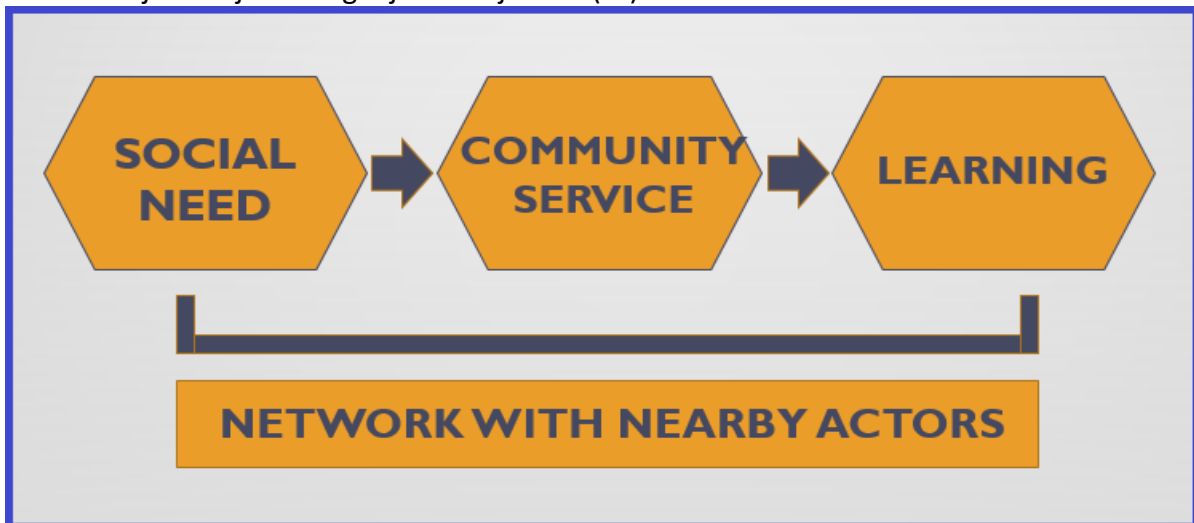 SOCIAL
NEED
COMMUNITY
SERVICE
LEARNING
NETWORK WITH NEARBY ACTORS